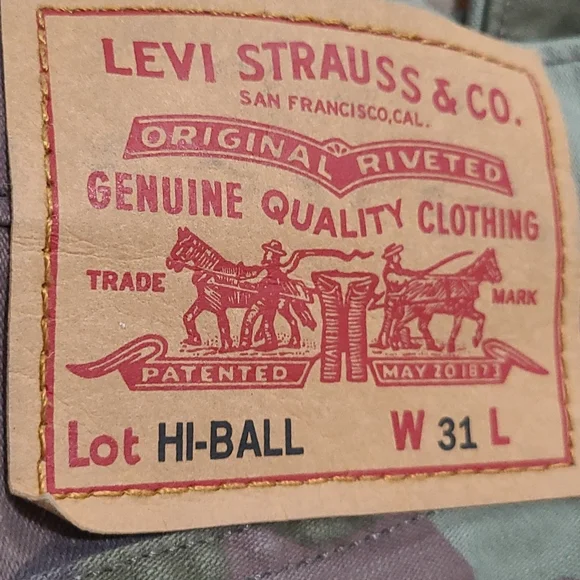 LEVI STRAUSS & CO.
SAN FRANCISCO,CAL.
ORIGINAL RIVETED
GENUINE QUALITY CLOTHING
TRADE MARK
PATENTED MAY 20 1873
Lot HI-BALL W 31 L